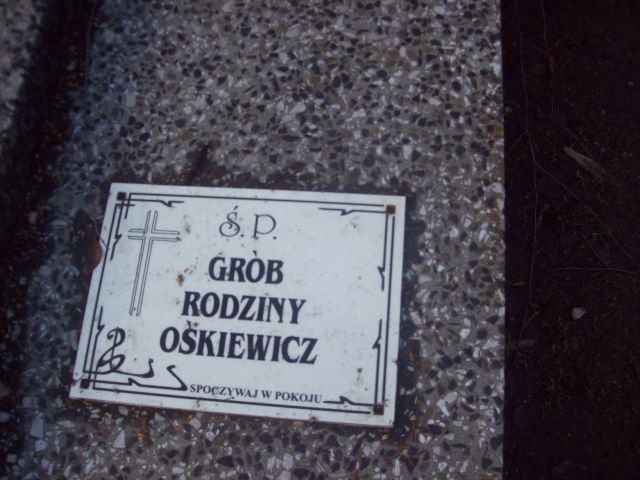 Ś.P.
GRÓB
RODZINY
OŚKIEWICZ
SPOCZYWAJ W POKOJU